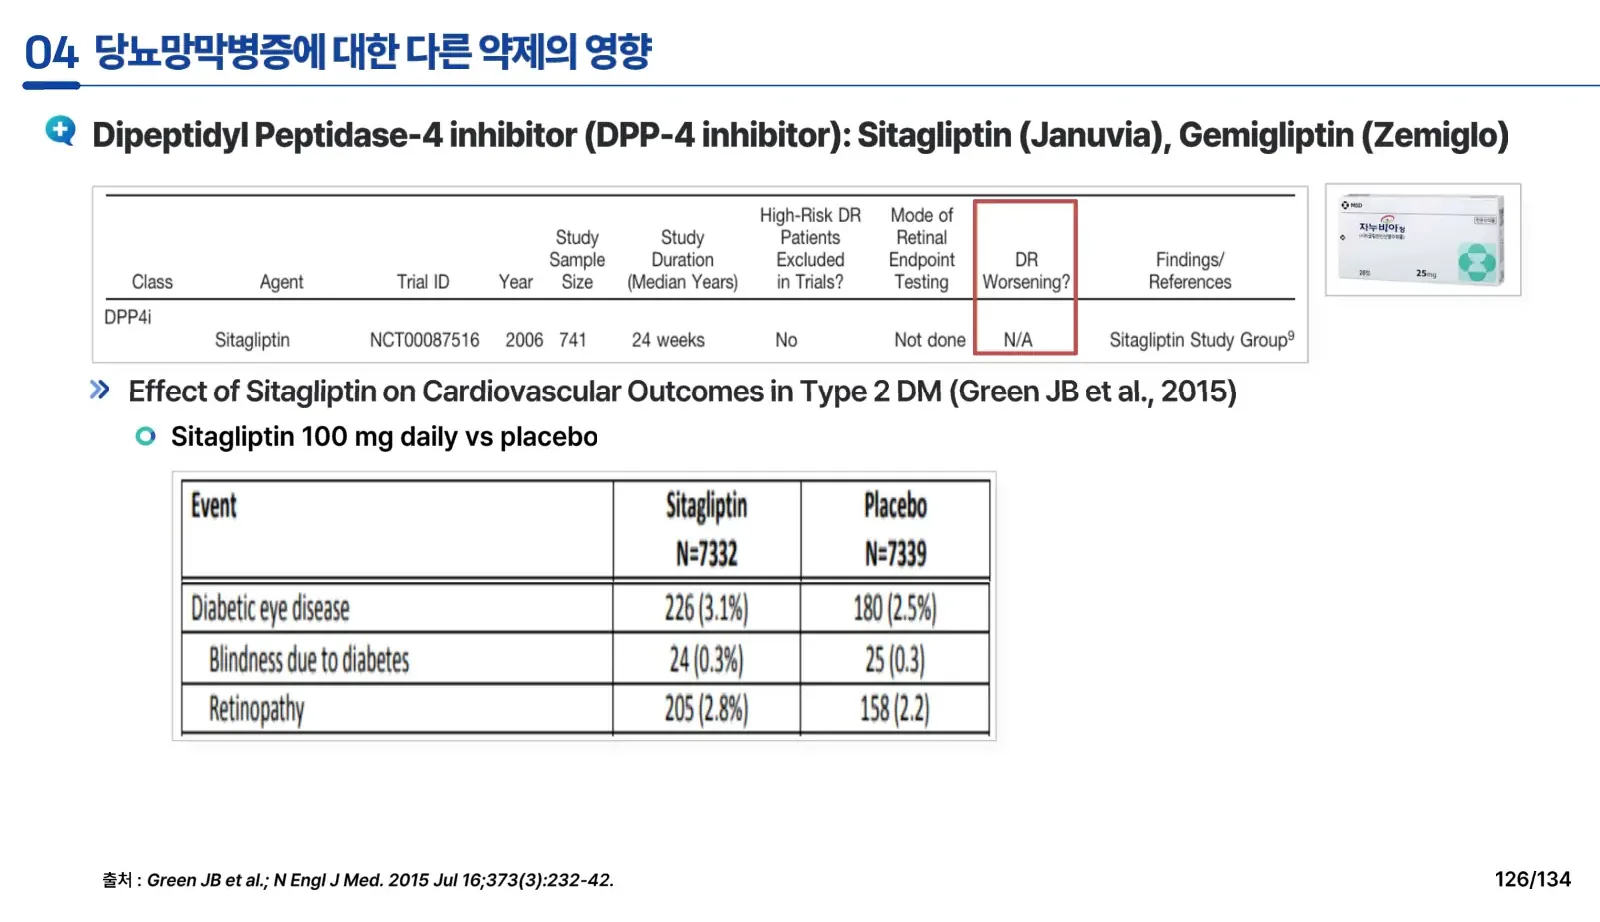 04 당뇨망막병증에 대한 다른 약제의 영향
Dipeptidyl Peptidase-4 inhibitor (DPP-4 inhibitor): Sitagliptin (Januvia), Gemigliptin (Zemiglo)
Class Agent Trial ID Year Study Sample Size Study Duration (Median Years) High-Risk DR Patients Excluded in Trials? Mode of Retinal Endpoint Testing DR Worsening? Findings/ References
DPP4i
Sitagliptin NCT00087516 2006 741 24 weeks No Not done N/A Sitagliptin Study Group9
MSD
자누비아정
25mg
Effect of Sitagliptin on Cardiovascular Outcomes in Type 2 DM (Green JB et al., 2015)
Sitagliptin 100 mg daily vs placebo
Event Sitagliptin N=7332 Placebo N=7339
Diabetic eye disease 226 (3.1%) 180 (2.5%)
Blindness due to diabetes 24 (0.3%) 25 (0.3)
Retinopathy 205 (2.8%) 158 (2.2)
출처 : Green JB et al.; N Engl J Med. 2015 Jul 16;373(3):232-42.
126/134